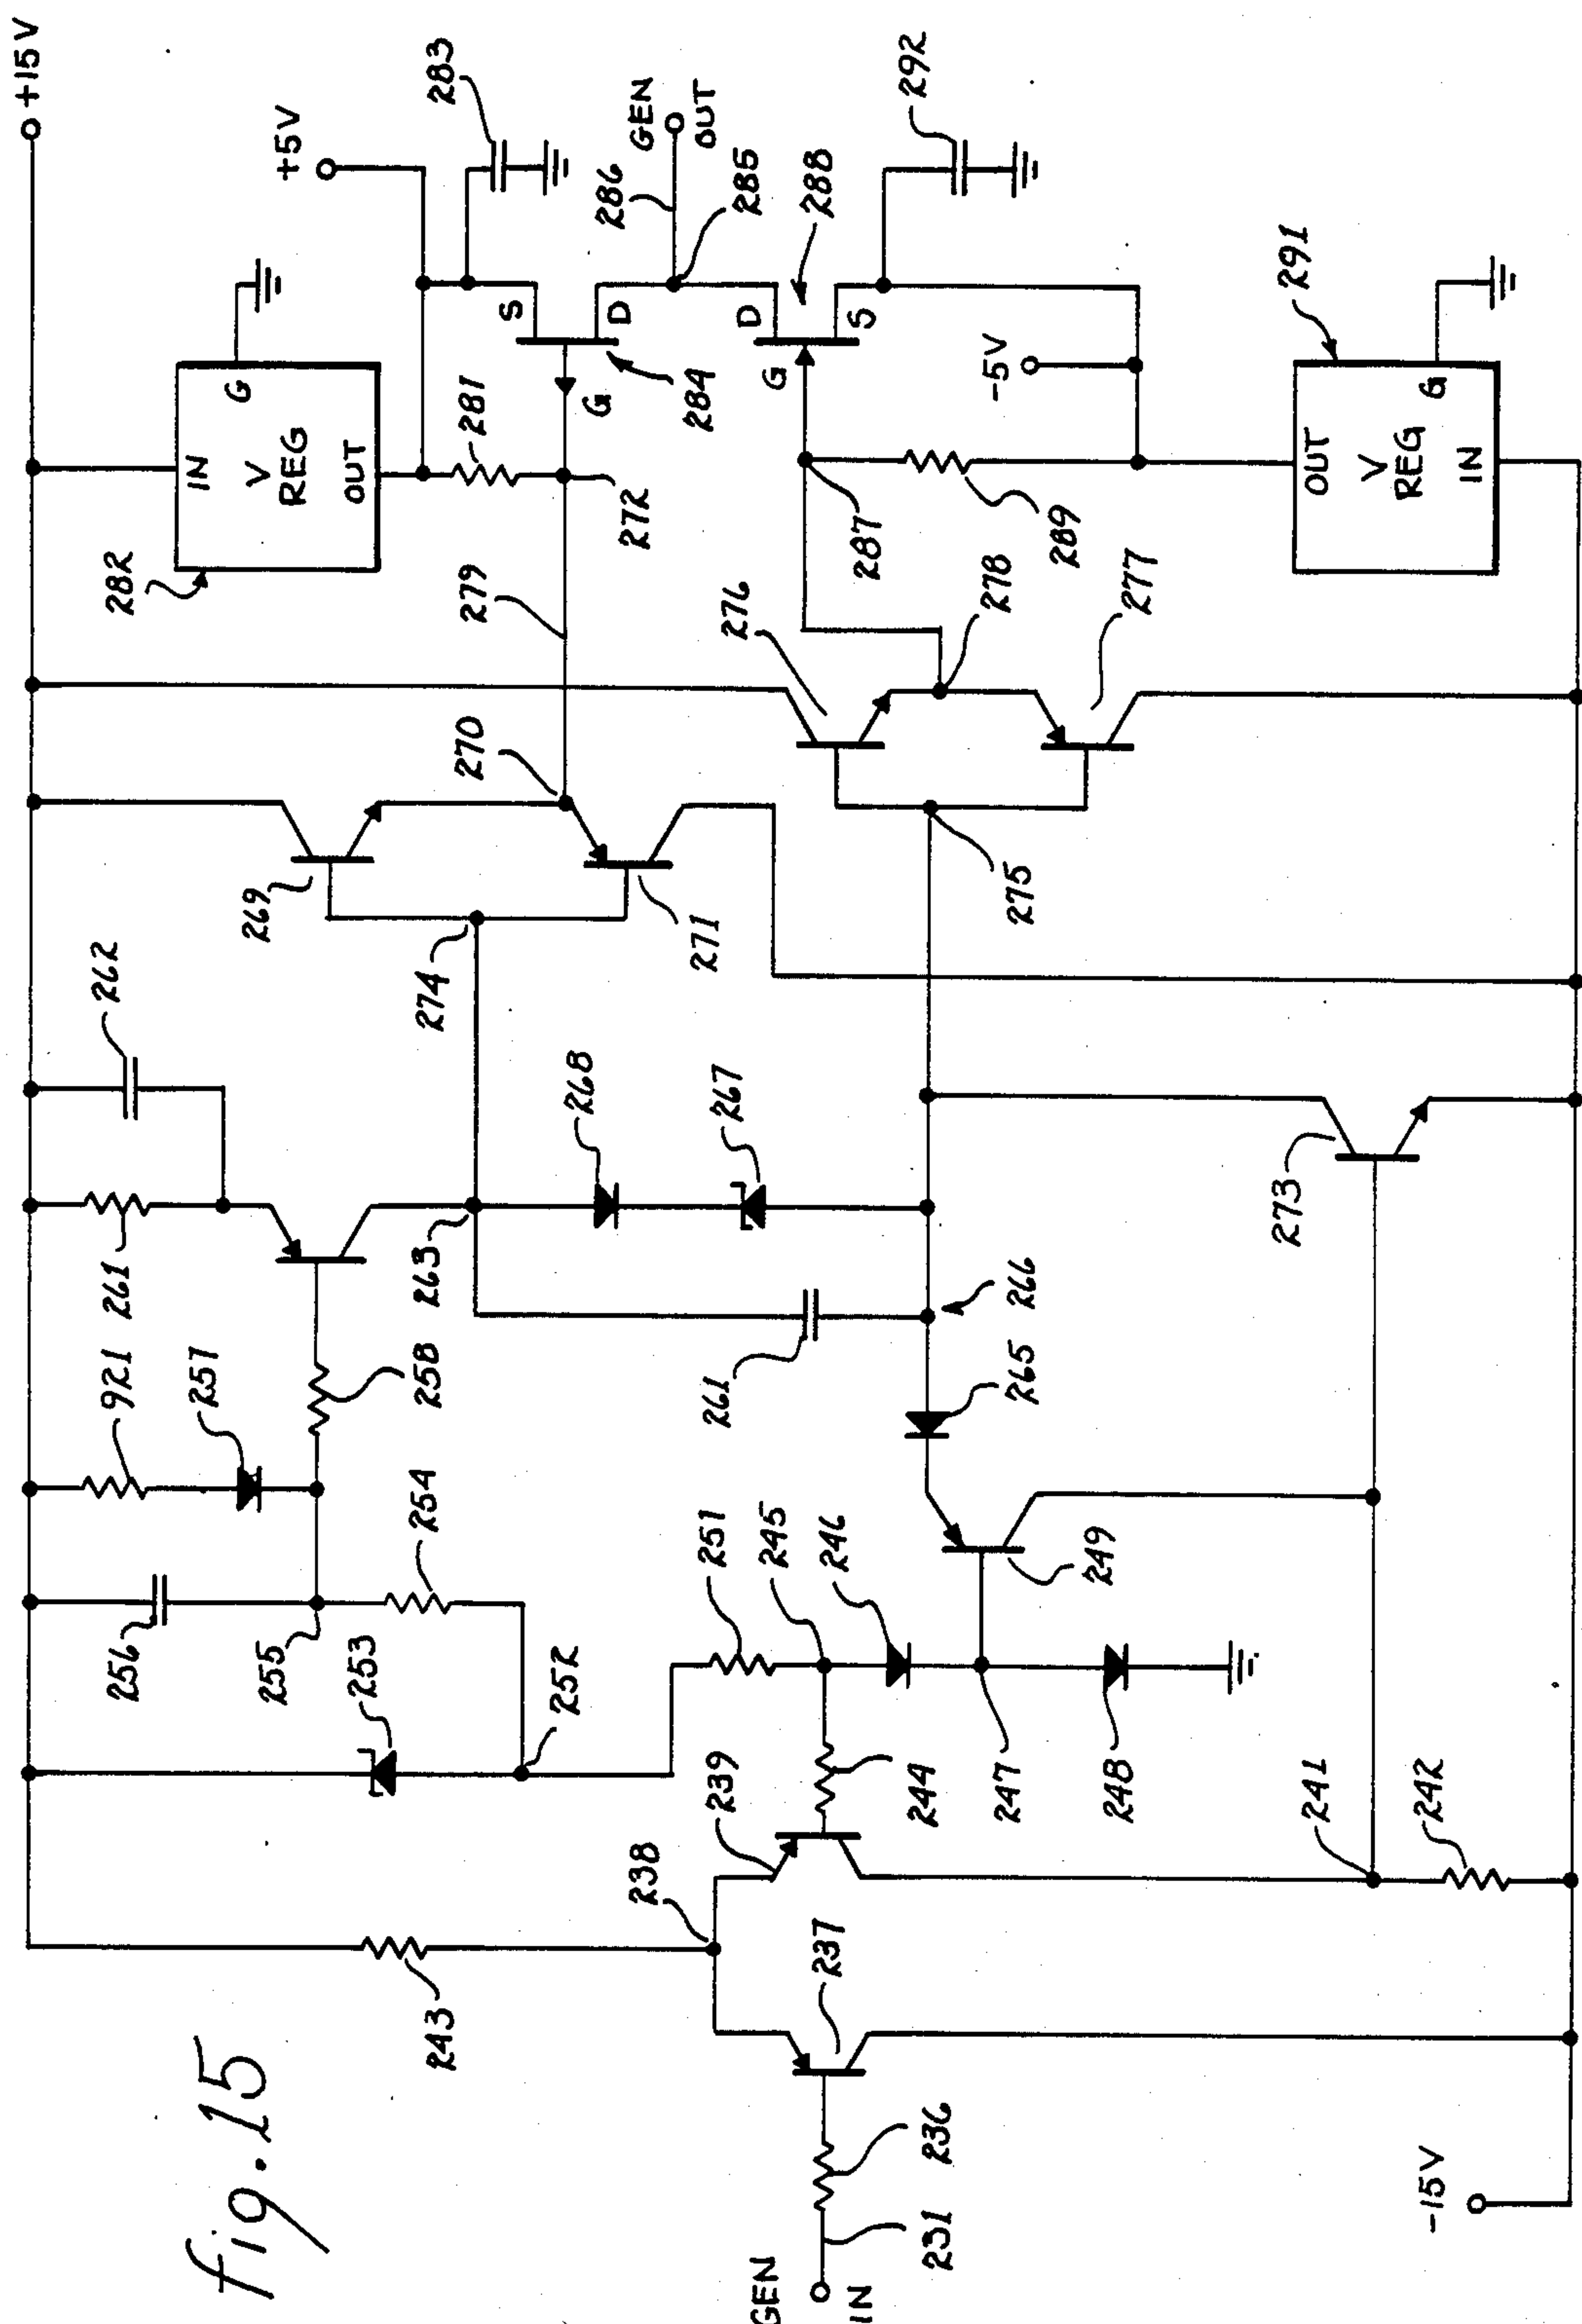 +15V
+5V
283
GEN
OUT
286
285
292
288
291
282
IN
V
REG
OUT
G
281
S
D
G
284
272
D
S
G
-5V
287
289
OUT
V
REG
IN
G
279
278
276
277
270
269
271
274
275
262
268
267
273
261
263
266
921
257
258
261
265
256
255
254
253
252
251
245
246
249
239
244
247
248
241
242
238
237
243
fig.15
236
231
GEN
IN
-15V